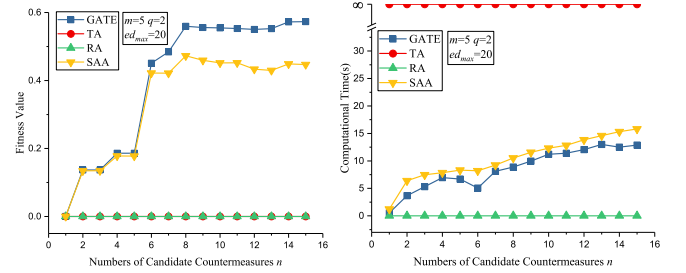 GATE
TA
RA
SAA
m=5 q=2
ed_max=20
Fitness Value
0.6
0.4
0.2
0.0
0 2 4 6 8 10 12 14 16
Numbers of Candidate Countermeasures n
GATE
TA
RA
SAA
m=5 q=2
ed_max=20
Computational Time(s)
∞
30
25
20
15
10
5
0
0 2 4 6 8 10 12 14 16
Numbers of Candidate Countermeasures n